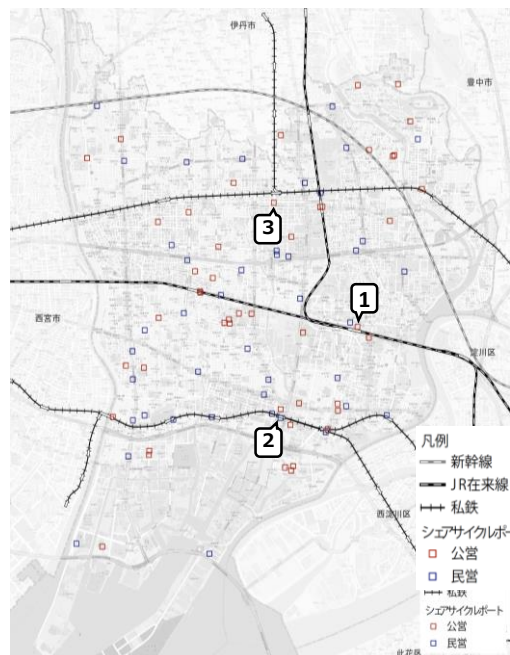 伊丹市
豊中市
3
1
西宮市
淀川区
2
西淀川区
凡例
新幹線
JR在来線
私鉄
シェアサイクルポート
公営
民営
私鉄
シェアサイクルポート
公営
民営
此花区